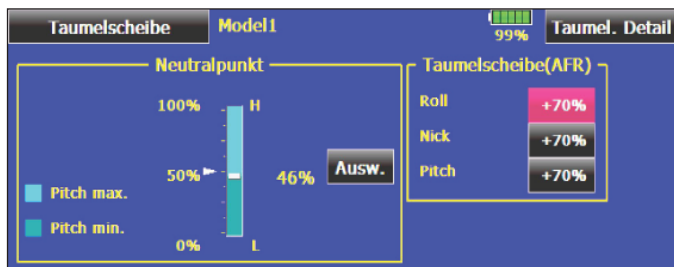 Taumelscheibe Model1 99% Taumel. Detail
Neutralpunkt
100% H
50% 46% Ausw.
Pitch max.
Pitch min.
0% L
Taumelscheibe(AFR)
Roll +70%
Nick +70%
Pitch +70%